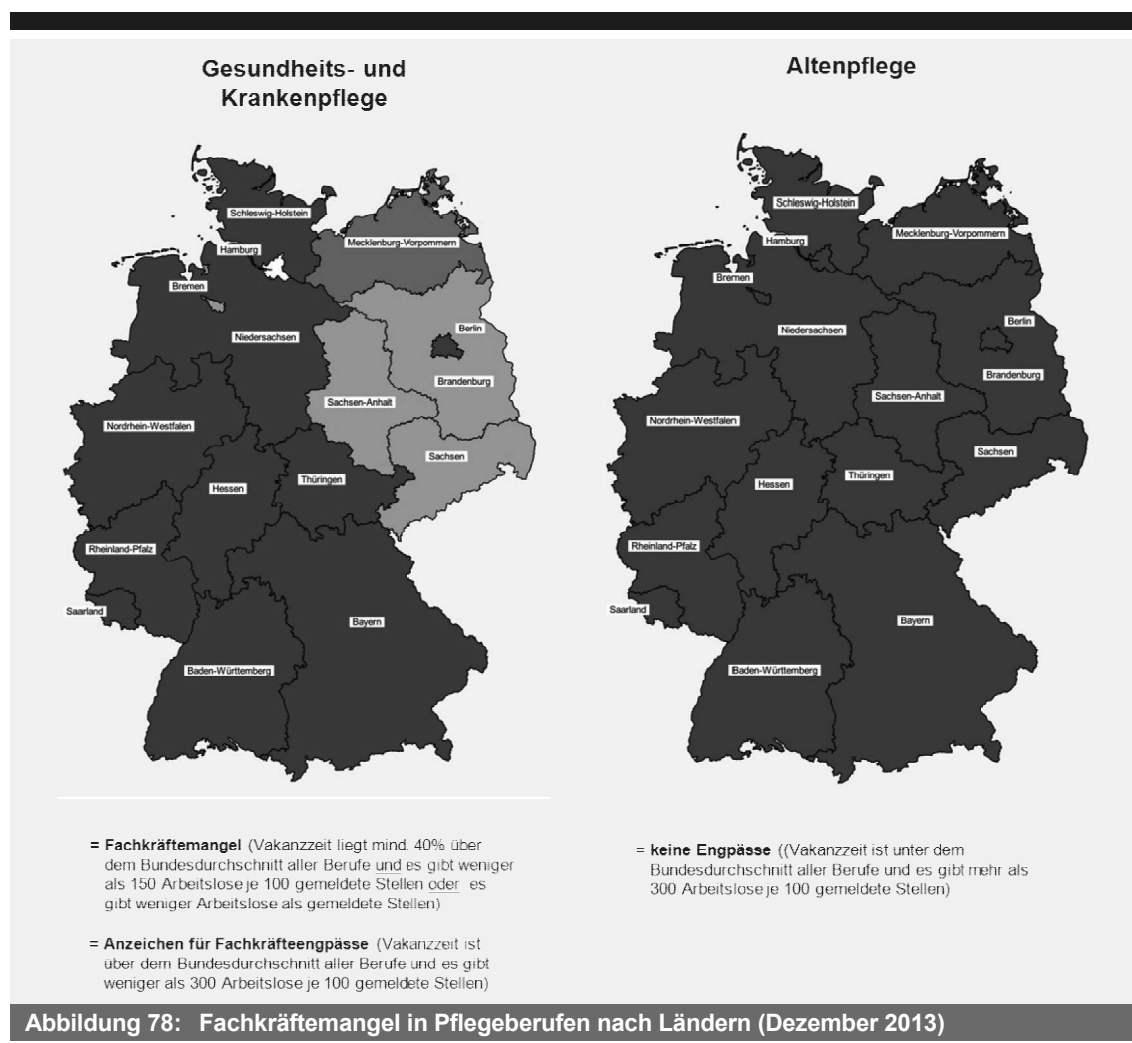 Gesundheits- und
Krankenpflege
Schleswig-Holstein
Mecklenburg-Vorpommern
Hamburg
Bremen
Niedersachsen
Berlin
Brandenburg
Sachsen-Anhalt
Nordrhein-Westfalen
Sachsen
Thüringen
Hessen
Rheinland-Pfalz
Saarland
Bayern
Baden-Württemberg
Altenpflege
Schleswig-Holstein
Mecklenburg-Vorpommern
Hamburg
Bremen
Niedersachsen
Berlin
Brandenburg
Sachsen-Anhalt
Nordrhein-Westfalen
Sachsen
Thüringen
Hessen
Rheinland-Pfalz
Saarland
Bayern
Baden-Württemberg
= Fachkräftemangel (Vakanzzeit liegt mind. 40% über
dem Bundesdurchschnitt aller Berufe und es gibt weniger
als 150 Arbeitslose je 100 gemeldete Stellen oder es
gibt weniger Arbeitslose als gemeldete Stellen)
= Anzeichen für Fachkräfteengpässe (Vakanzzeit ist
über dem Bundesdurchschnitt aller Berufe und es gibt
weniger als 300 Arbeitslose je 100 gemeldete Stellen)
= keine Engpässe ((Vakanzzeit ist unter dem
Bundesdurchschnitt aller Berufe und es gibt mehr als
300 Arbeitslose je 100 gemeldete Stellen)
Abbildung 78: Fachkräftemangel in Pflegeberufen nach Ländern (Dezember 2013)